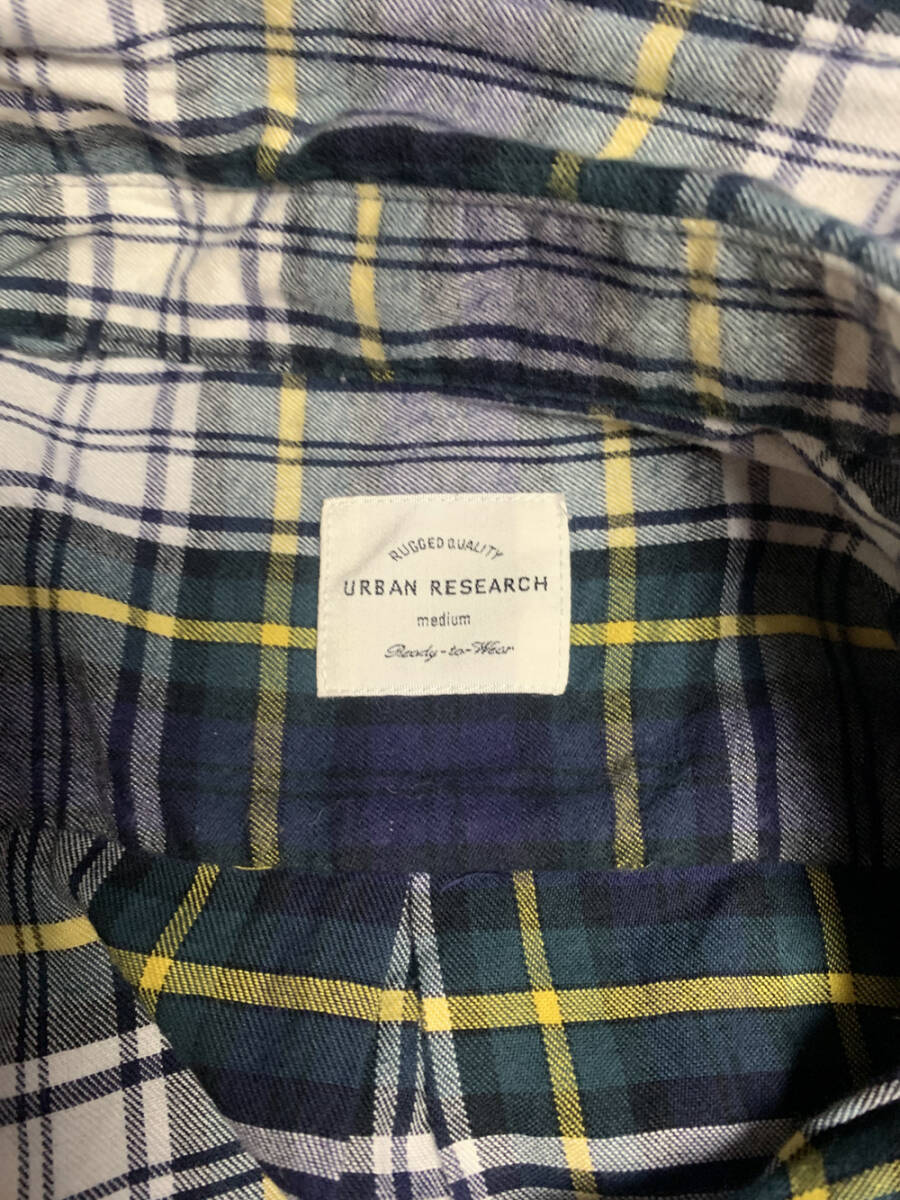 RUGGED QUALITY
URBAN RESEARCH
medium
Ready-to-Wear